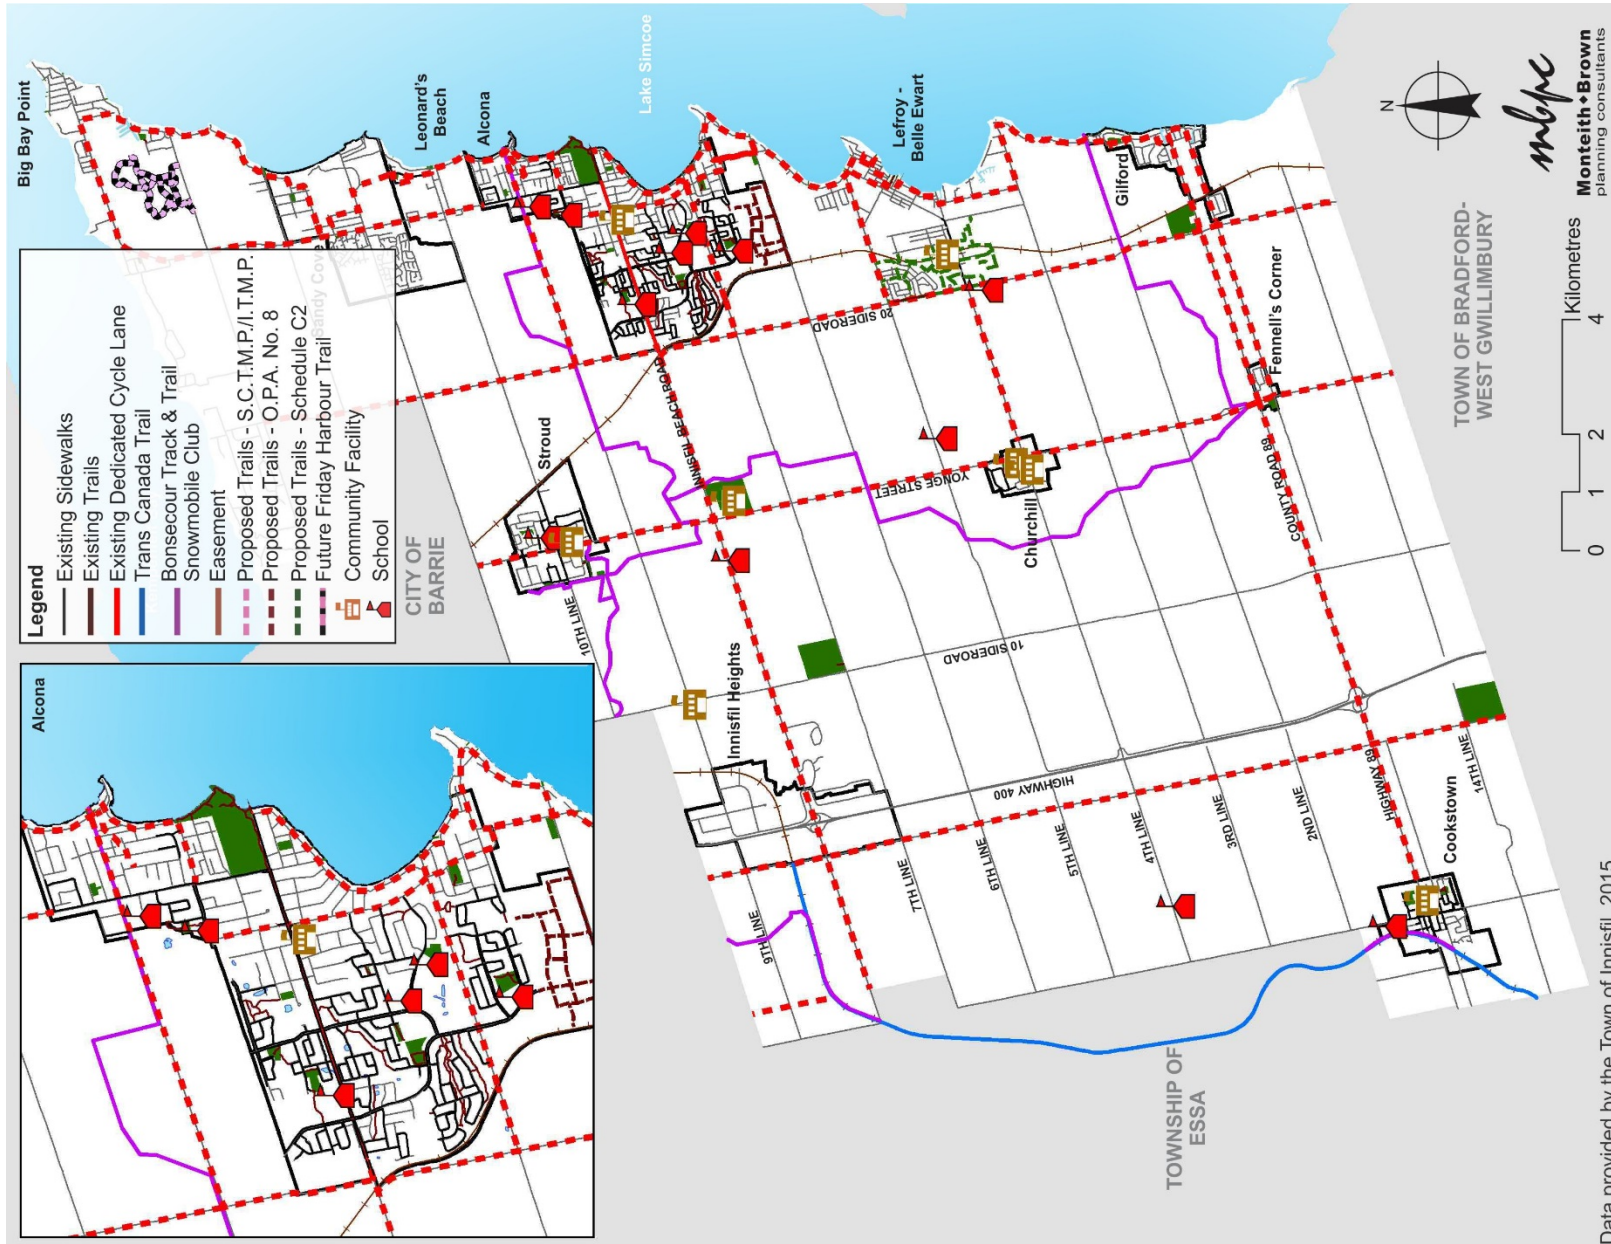 Big Bay Point
Leonard's
Beach
Alcona
Lake Simcoe
Lefroy -
Belle Ewart
Gilford
N
mbpc
Monteith♦Brown
planning consultants
Legend
Existing Sidewalks
Existing Trails
Existing Dedicated Cycle Lane
Trans Canada Trail
Bonsecour Track & Trail
Snowmobile Club
Easement
Proposed Trails - S.C.T.M.P./I.T.M.P.
Proposed Trails - O.P.A. No. 8
Proposed Trails - Schedule C2
Future Friday Harbour Trail
Community Facility
School
Sandy Cove
CITY OF
BARRIE
Stroud
10TH LINE
INNISFIL BEACH ROAD
20 SIDEROAD
YONGE STREET
Churchill
Fennell's Corner
COUNTY ROAD 89
TOWN OF BRADFORD-
WEST GWILLIMBURY
0 1 2 4
Kilometres
Alcona
Innisfil Heights
10 SIDEROAD
HIGHWAY 400
9TH LINE
7TH LINE
6TH LINE
5TH LINE
4TH LINE
3RD LINE
2ND LINE
HIGHWAY 89
14TH LINE
Cookstown
TOWNSHIP OF
ESSA
Data provided by the Town of Innisfil, 2015